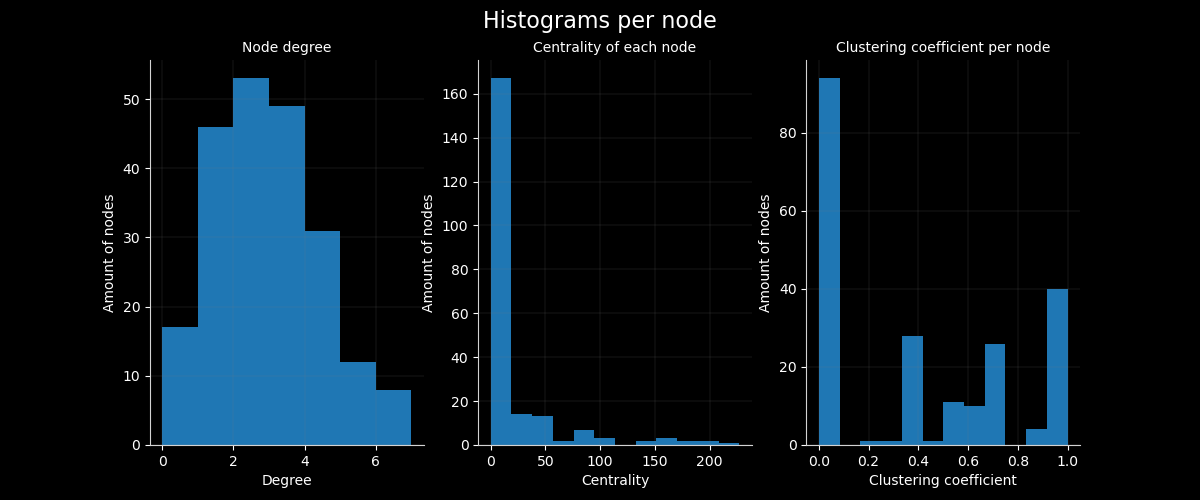 Histograms per node
Node degree
Centrality of each node
Clustering coefficient per node
Amount of nodes
50
40
30
20
10
0
0 2 4 6
Degree
Amount of nodes
160
140
120
100
80
60
40
20
0
0 50 100 150 200
Centrality
Amount of nodes
80
60
40
20
0
0.0 0.2 0.4 0.6 0.8 1.0
Clustering coefficient